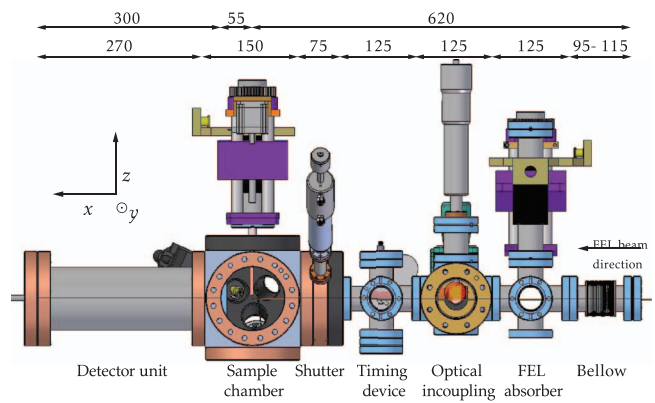 300 55 620
270 150 75 125 125 125 95- 115
z
x
y
FEL beam
direction
Detector unit Sample Shutter Timing Optical FEL Bellow
chamber device incoupling absorber